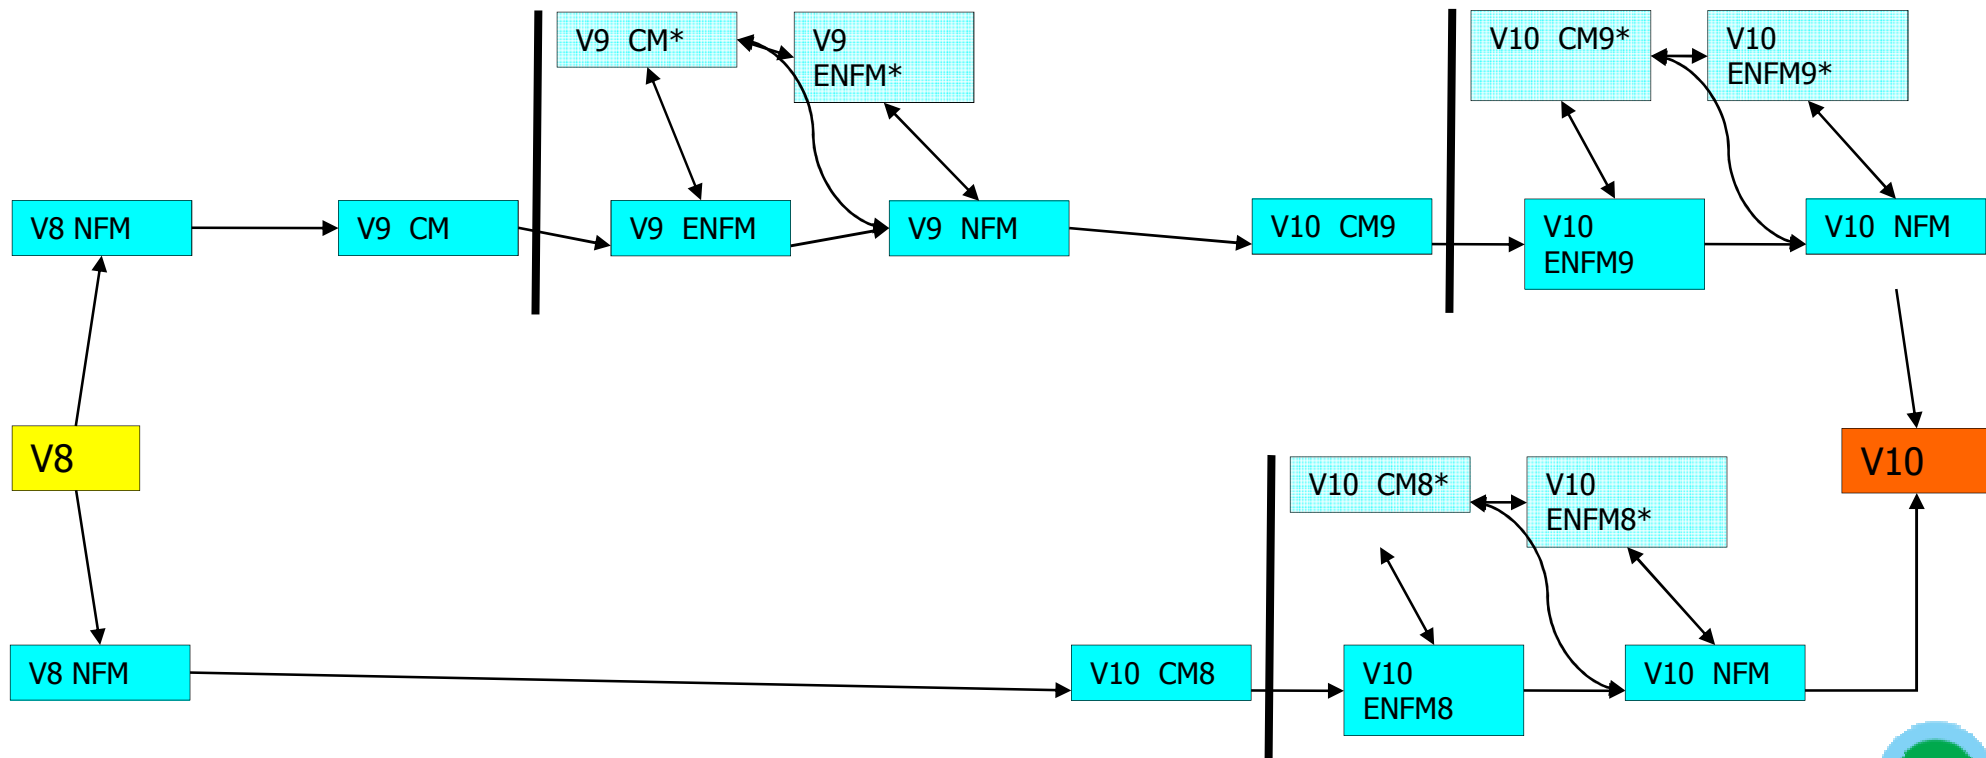 V9 CM*
V9
ENFM*
V10 CM9*
V10
ENFM9*
V8 NFM
V9 CM
V9 ENFM
V9 NFM
V10 CM9
V10
ENFM9
V10 NFM
V8
V10
V10 CM8*
V10
ENFM8*
V8 NFM
V10 CM8
V10
ENFM8
V10 NFM